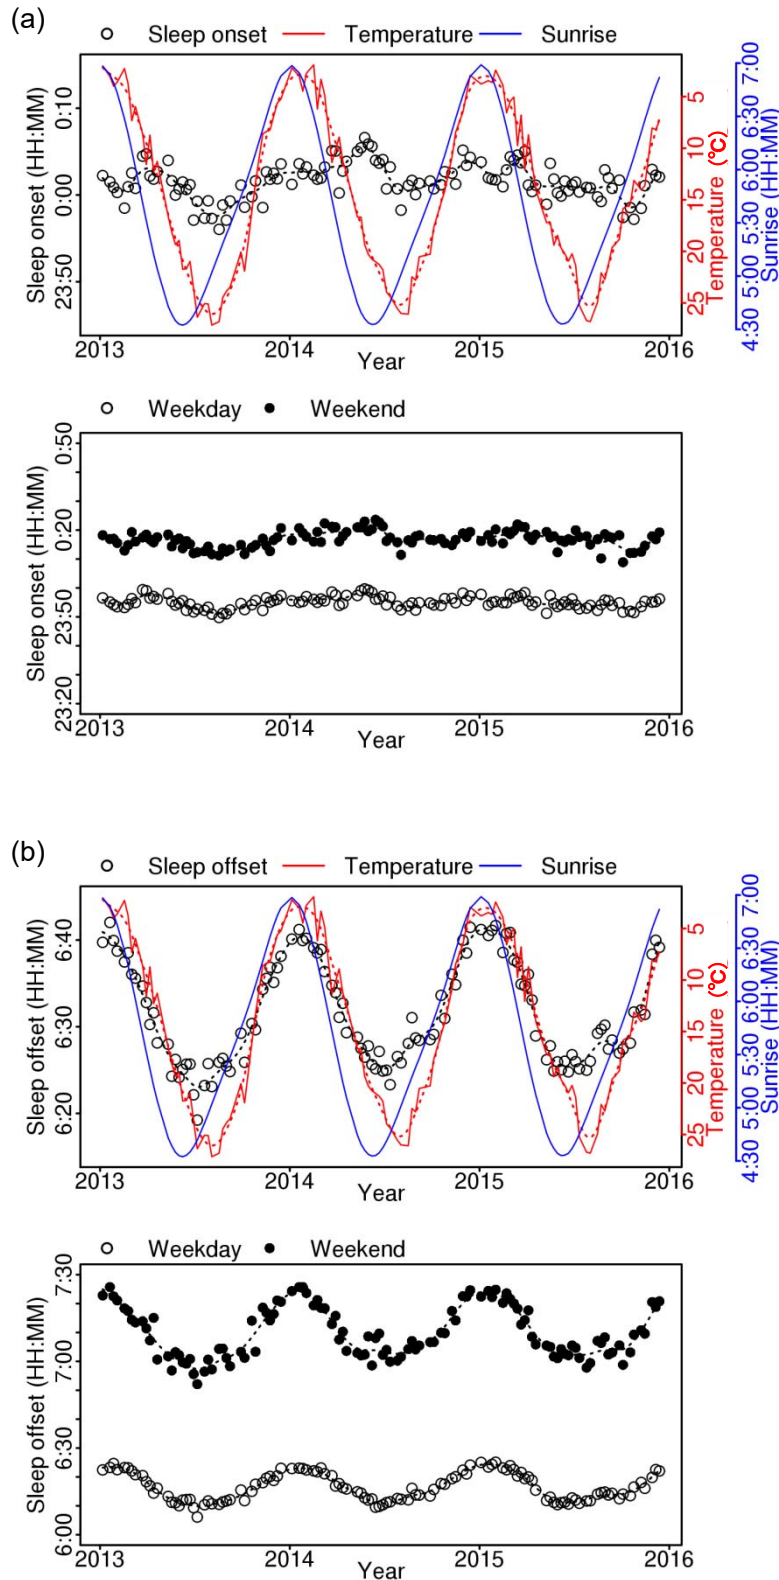 (a)
Sleep onset Temperature Sunrise
Sleep onset (HH:MM)
0:10
0:00
23:50
5
10
15
20
25
Temperature (℃)
7:00
6:30
6:00
5:30
5:00
4:30
Sunrise (HH:MM)
2013 2014 2015 2016
Year
Weekday Weekend
Sleep onset (HH:MM)
0:50
0:20
23:50
23:20
2013 2014 2015 2016
Year
(b)
Sleep offset Temperature Sunrise
Sleep offset (HH:MM)
6:40
6:30
6:20
5
10
15
20
25
Temperature (℃)
7:00
6:30
6:00
5:30
5:00
4:30
Sunrise (HH:MM)
2013 2014 2015 2016
Year
Weekday Weekend
Sleep offset (HH:MM)
7:30
7:00
6:30
6:00
2013 2014 2015 2016
Year